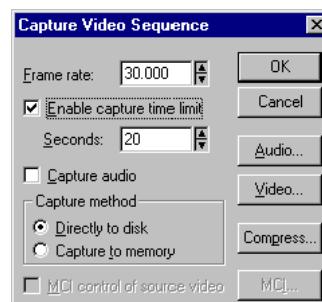 Capture Video Sequence
Frame rate: 30.000
OK
Enable capture time limit
Cancel
Seconds: 20
Audio...
Capture audio
Video...
Capture method
Directly to disk
Compress...
Capture to memory
MCI control of source video
MCI...